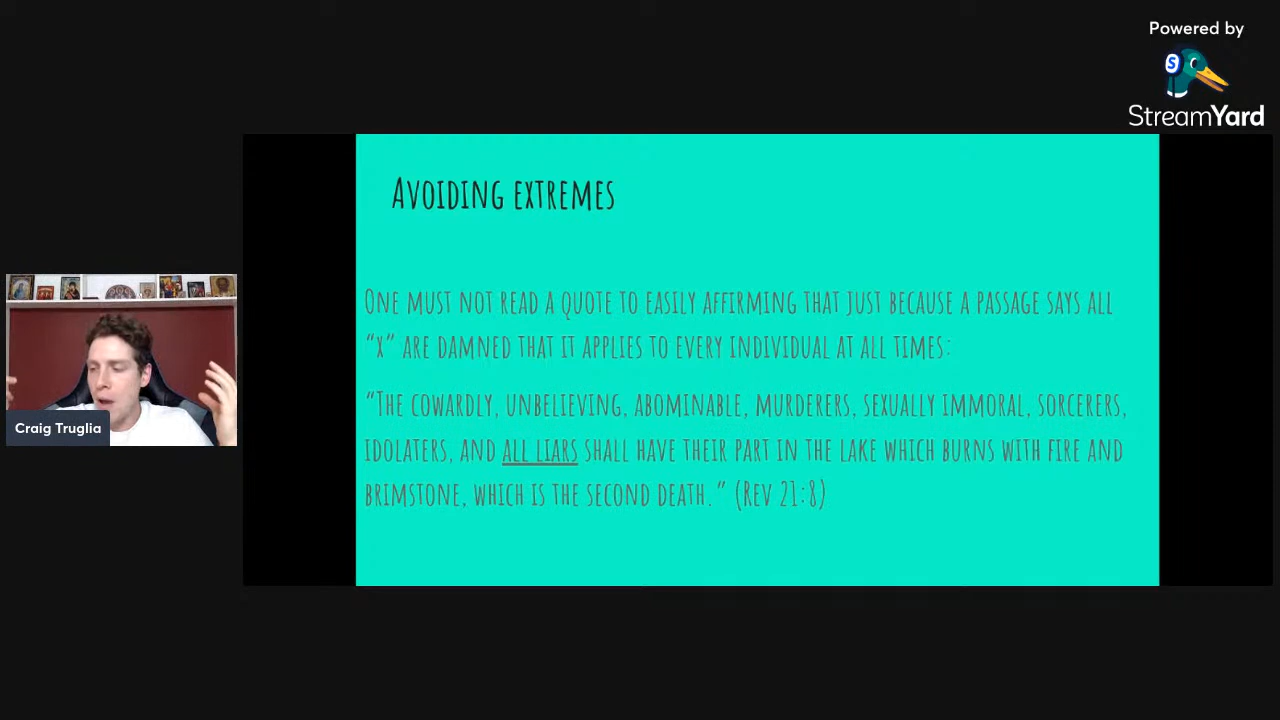 Powered by
S
StreamYard
Avoiding extremes
One must not read a quote to easily affirming that just because a passage says all
“x” are damned that it applies to every individual at all times:
“The cowardly, unbelieving, abominable, murderers, sexually immoral, sorcerers,
idolaters, and all liars shall have their part in the lake which burns with fire and
brimstone, which is the second death.” (Rev 21:8)
Craig Truglia